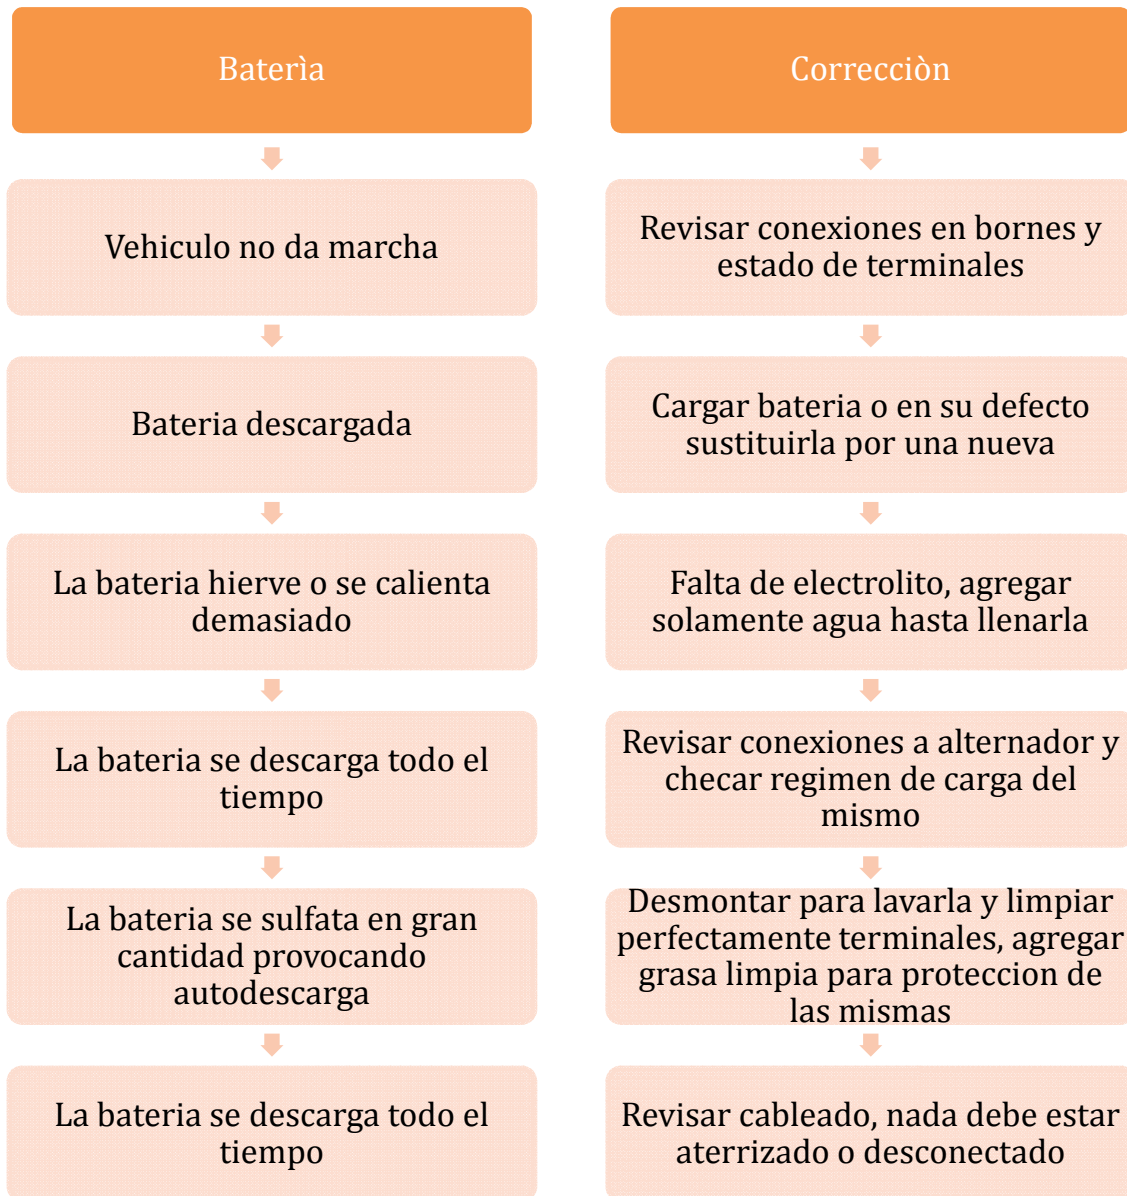 Baterìa
Vehiculo no da marcha
Bateria descargada
La bateria hierve o se calienta
demasiado
La bateria se descarga todo el
tiempo
La bateria se sulfata en gran
cantidad provocando
autodescarga
La bateria se descarga todo el
tiempo
Correcciòn
Revisar conexiones en bornes y
estado de terminales
Cargar bateria o en su defecto
sustituirla por una nueva
Falta de electrolito, agregar
solamente agua hasta llenarla
Revisar conexiones a alternador y
checar regimen de carga del
mismo
Desmontar para lavarla y limpiar
perfectamente terminales, agregar
grasa limpia para proteccion de
las mismas
Revisar cableado, nada debe estar
aterrizado o desconectado